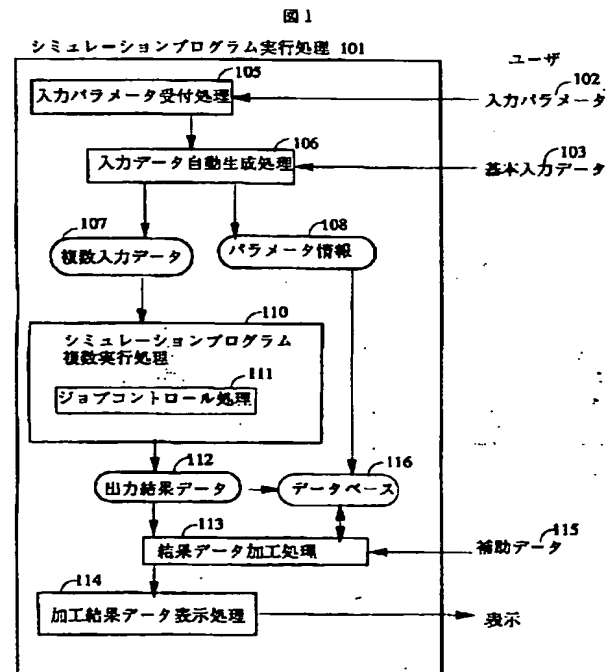 図1
シミュレーションプログラム実行処理 101
ユーザ
105
入力パラメータ受付処理
102
入力パラメータ
106
入力データ自動生成処理
103
基本入力データ
107
複数入力データ
108
パラメータ情報
110
シミュレーションプログラム
複数実行処理
111
ジョブコントロール処理
112
出力結果データ
116
データベース
113
結果データ加工処理
115
補助データ
114
加工結果データ表示処理
表示